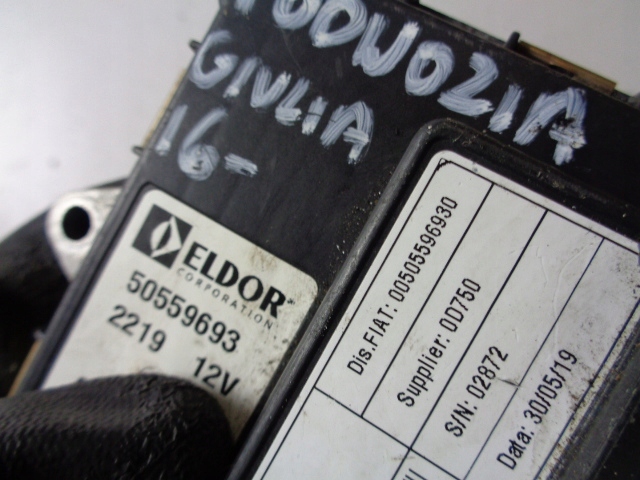 PODWOZIA
GIULIA
16-
ELDOR
CORPORATION
50559693
2219 12V
Dis.FIAT: 00505596930
Supplier: 0D750
S/N: 02872
Data: 30/05/19